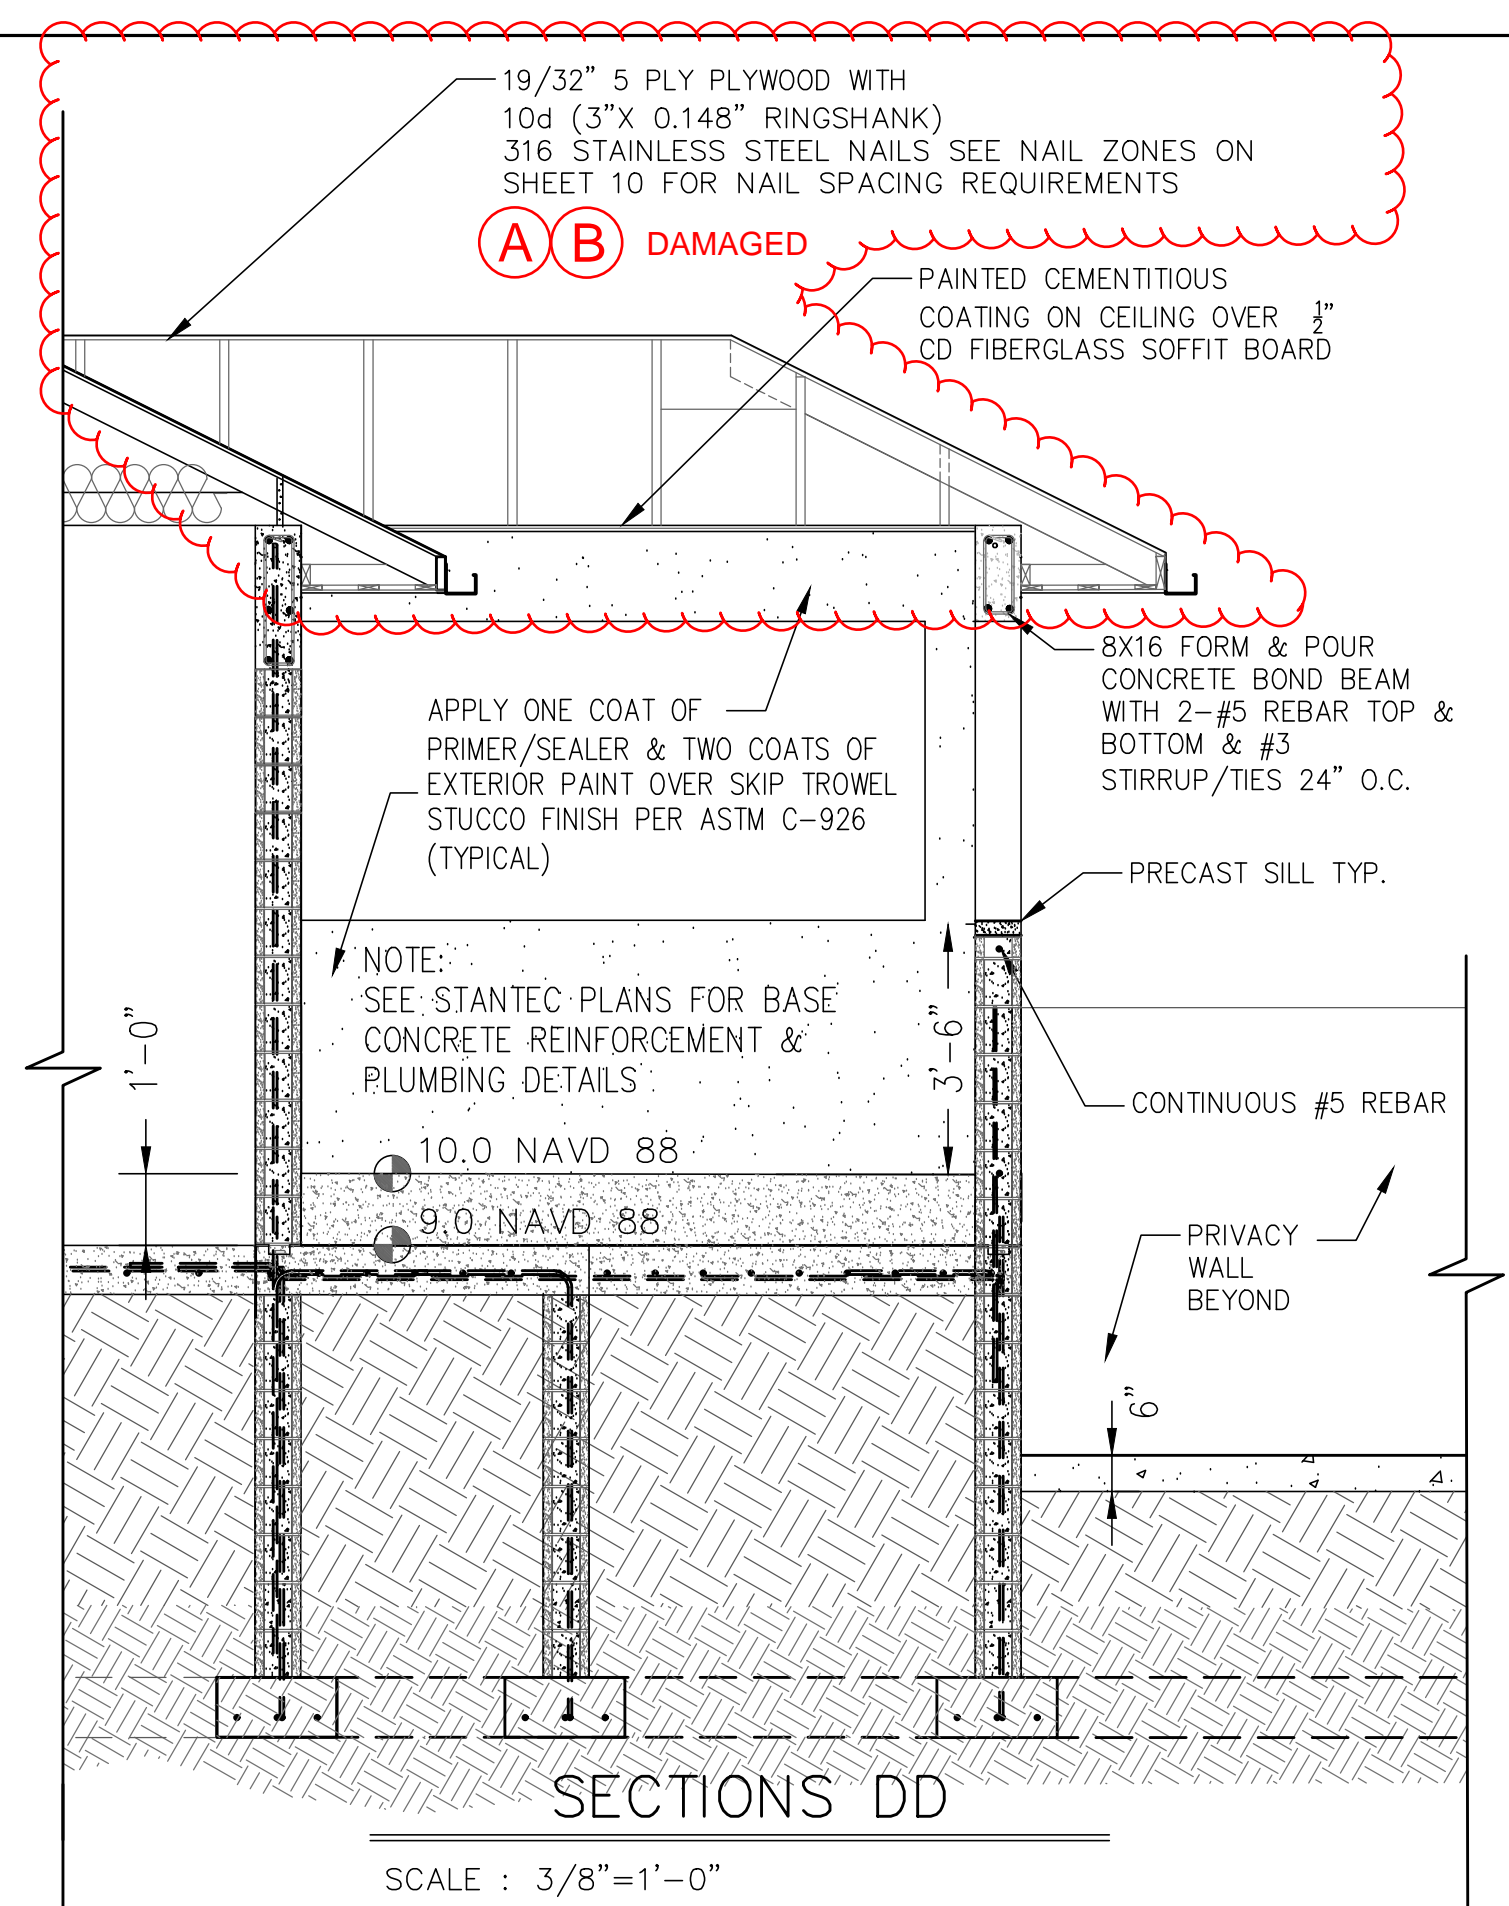 19/32” 5 PLY PLYWOOD WITH
10d (3”X 0.148” RINGSHANK)
316 STAINLESS STEEL NAILS SEE NAIL ZONES ON
SHEET 10 FOR NAIL SPACING REQUIREMENTS
A B DAMAGED
PAINTED CEMENTITIOUS
COATING ON CEILING OVER ½”
CD FIBERGLASS SOFFIT BOARD
8X16 FORM & POUR
CONCRETE BOND BEAM
WITH 2-#5 REBAR TOP &
BOTTOM & #3
STIRRUP/TIES 24” O.C.
APPLY ONE COAT OF
PRIMER/SEALER & TWO COATS OF
EXTERIOR PAINT OVER SKIP TROWEL
STUCCO FINISH PER ASTM C-926
(TYPICAL)
PRECAST SILL TYP.
NOTE:
SEE STANTEC PLANS FOR BASE
CONCRETE REINFORCEMENT &
PLUMBING DETAILS
1’-0”
3’-6”
CONTINUOUS #5 REBAR
10.0 NAVD 88
9.0 NAVD 88
PRIVACY
WALL
BEYOND
6”
SECTIONS DD
SCALE : 3/8”=1’-0”